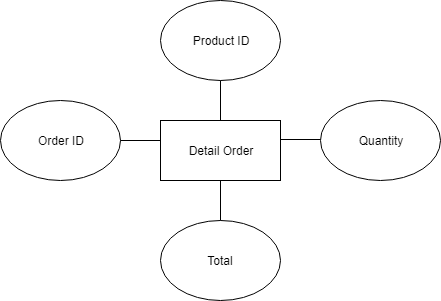 Product ID
Order ID
Detail Order
Quantity
Total